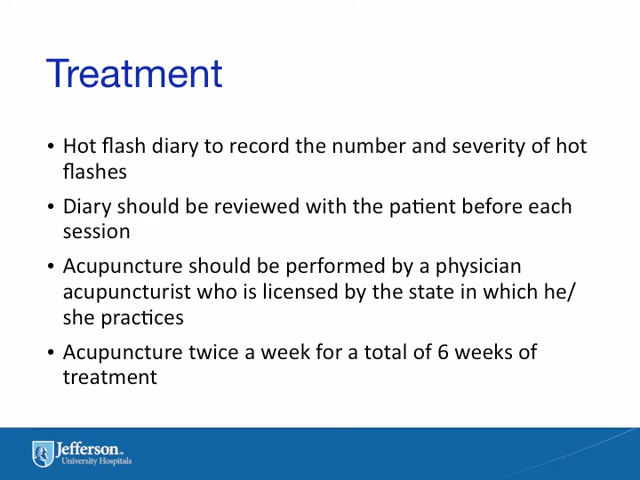 Treatment
• Hot flash diary to record the number and severity of hot
flashes
• Diary should be reviewed with the patient before each
session
• Acupuncture should be performed by a physician
acupuncturist who is licensed by the state in which he/
she practices
• Acupuncture twice a week for a total of 6 weeks of
treatment
Jefferson™
University Hospitals